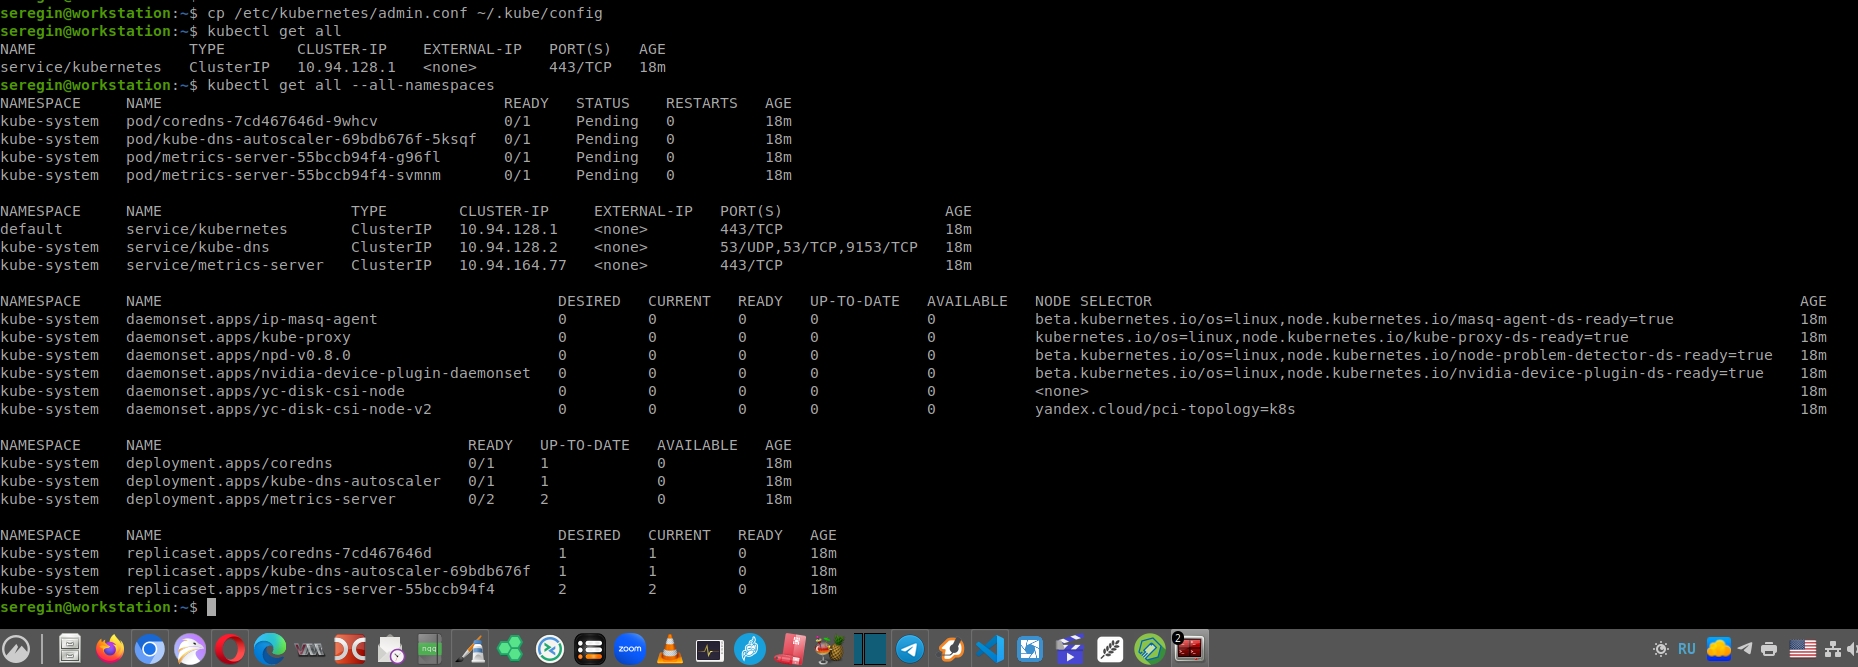 seregin@workstation:~$ cp /etc/kubernetes/admin.conf ~/.kube/config
seregin@workstation:~$ kubectl get all
NAME                 TYPE        CLUSTER-IP    EXTERNAL-IP   PORT(S)   AGE
service/kubernetes   ClusterIP   10.94.128.1   <none>        443/TCP   18m
seregin@workstation:~$ kubectl get all --all-namespaces
NAMESPACE     NAME                                      READY   STATUS    RESTARTS   AGE
kube-system   pod/coredns-7cd467646d-9whcv              0/1     Pending   0          18m
kube-system   pod/kube-dns-autoscaler-69bdb676f-5ksqf   0/1     Pending   0          18m
kube-system   pod/metrics-server-55bccb94f4-g96fl       0/1     Pending   0          18m
kube-system   pod/metrics-server-55bccb94f4-svmnm       0/1     Pending   0          18m
NAMESPACE     NAME                     TYPE        CLUSTER-IP     EXTERNAL-IP   PORT(S)                  AGE
default       service/kubernetes       ClusterIP   10.94.128.1    <none>        443/TCP                  18m
kube-system   service/kube-dns         ClusterIP   10.94.128.2    <none>        53/UDP,53/TCP,9153/TCP   18m
kube-system   service/metrics-server   ClusterIP   10.94.164.77   <none>        443/TCP                  18m
NAMESPACE     NAME                                            DESIRED   CURRENT   READY   UP-TO-DATE   AVAILABLE   NODE SELECTOR                                                                        AGE
kube-system   daemonset.apps/ip-masq-agent                    0         0         0       0            0           beta.kubernetes.io/os=linux,node.kubernetes.io/masq-agent-ds-ready=true              18m
kube-system   daemonset.apps/kube-proxy                       0         0         0       0            0           kubernetes.io/os=linux,node.kubernetes.io/kube-proxy-ds-ready=true                   18m
kube-system   daemonset.apps/npd-v0.8.0                       0         0         0       0            0           beta.kubernetes.io/os=linux,node.kubernetes.io/node-problem-detector-ds-ready=true   18m
kube-system   daemonset.apps/nvidia-device-plugin-daemonset   0         0         0       0            0           beta.kubernetes.io/os=linux,node.kubernetes.io/nvidia-device-plugin-ds-ready=true    18m
kube-system   daemonset.apps/yc-disk-csi-node                 0         0         0       0            0           <none>                                                                               18m
kube-system   daemonset.apps/yc-disk-csi-node-v2              0         0         0       0            0           yandex.cloud/pci-topology=k8s                                                        18m
NAMESPACE     NAME                                  READY   UP-TO-DATE   AVAILABLE   AGE
kube-system   deployment.apps/coredns               0/1     1            0           18m
kube-system   deployment.apps/kube-dns-autoscaler   0/1     1            0           18m
kube-system   deployment.apps/metrics-server        0/2     2            0           18m
NAMESPACE     NAME                                            DESIRED   CURRENT   READY   AGE
kube-system   replicaset.apps/coredns-7cd467646d              1         1         0       18m
kube-system   replicaset.apps/kube-dns-autoscaler-69bdb676f   1         1         0       18m
kube-system   replicaset.apps/metrics-server-55bccb94f4       2         2         0       18m
seregin@workstation:~$
nqq zoom 2 RU